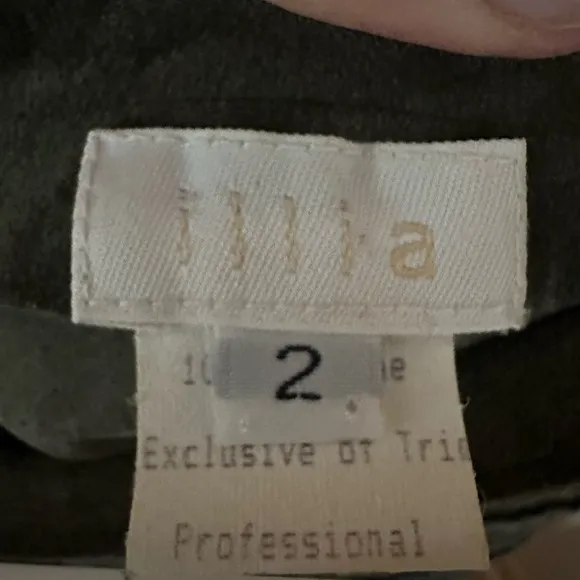 illia
2
Exclusive of Tri
Professional